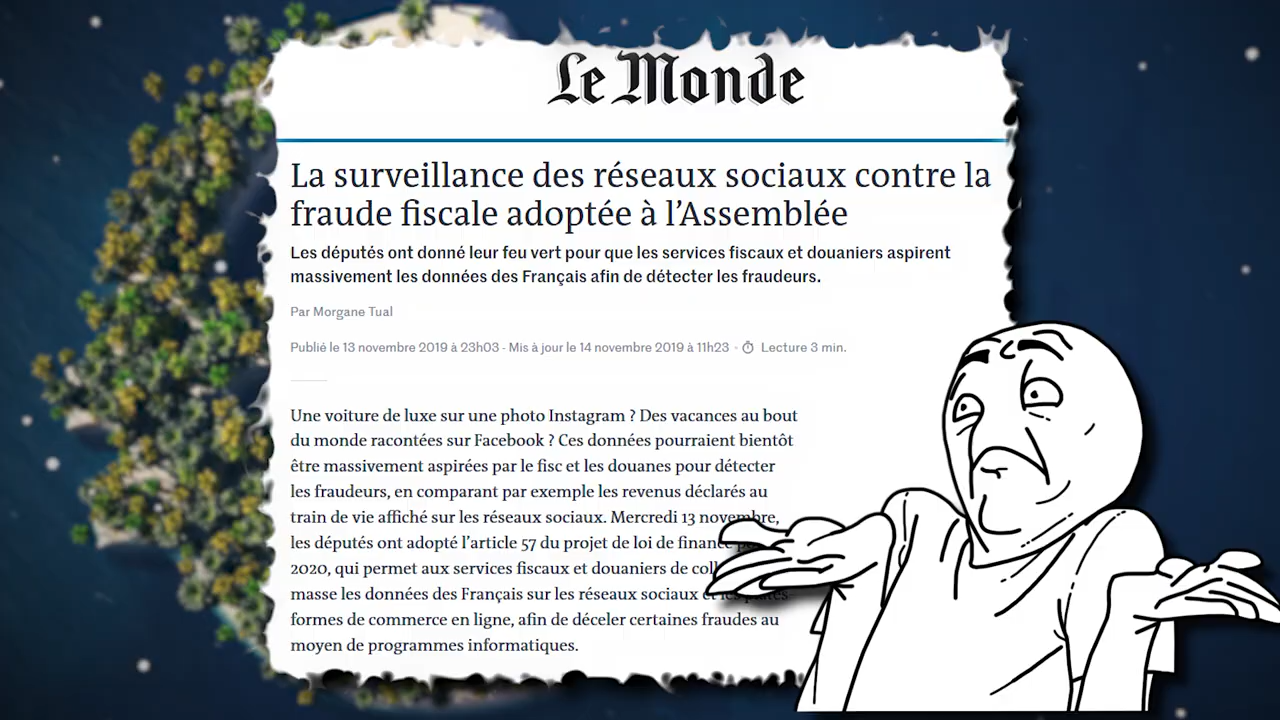 Le Monde
La surveillance des réseaux sociaux contre la
fraude fiscale adoptée à l'Assemblée
Les députés ont donné leur feu vert pour que les services fiscaux et douaniers aspirent
massivement les données des Français afin de détecter les fraudeurs.
Par Morgane Tual
Publié le 13 novembre 2019 à 23h03 - Mis à jour le 14 novembre 2019 à 11h23 · Lecture 3 min.
Une voiture de luxe sur une photo Instagram ? Des vacances au bout
du monde racontées sur Facebook ? Ces données pourraient bientôt
être massivement aspirées par le fisc et les douanes pour détecter
les fraudeurs, en comparant par exemple les revenus déclarés au
train de vie affiché sur les réseaux sociaux. Mercredi 13 novembre,
les députés ont adopté l'article 57 du projet de loi de finance
2020, qui permet aux services fiscaux et douaniers de
masse les données des Français sur les réseaux sociaux et les plates
formes de commerce en ligne, afin de déceler certaines fraudes au
moyen de programmes informatiques.